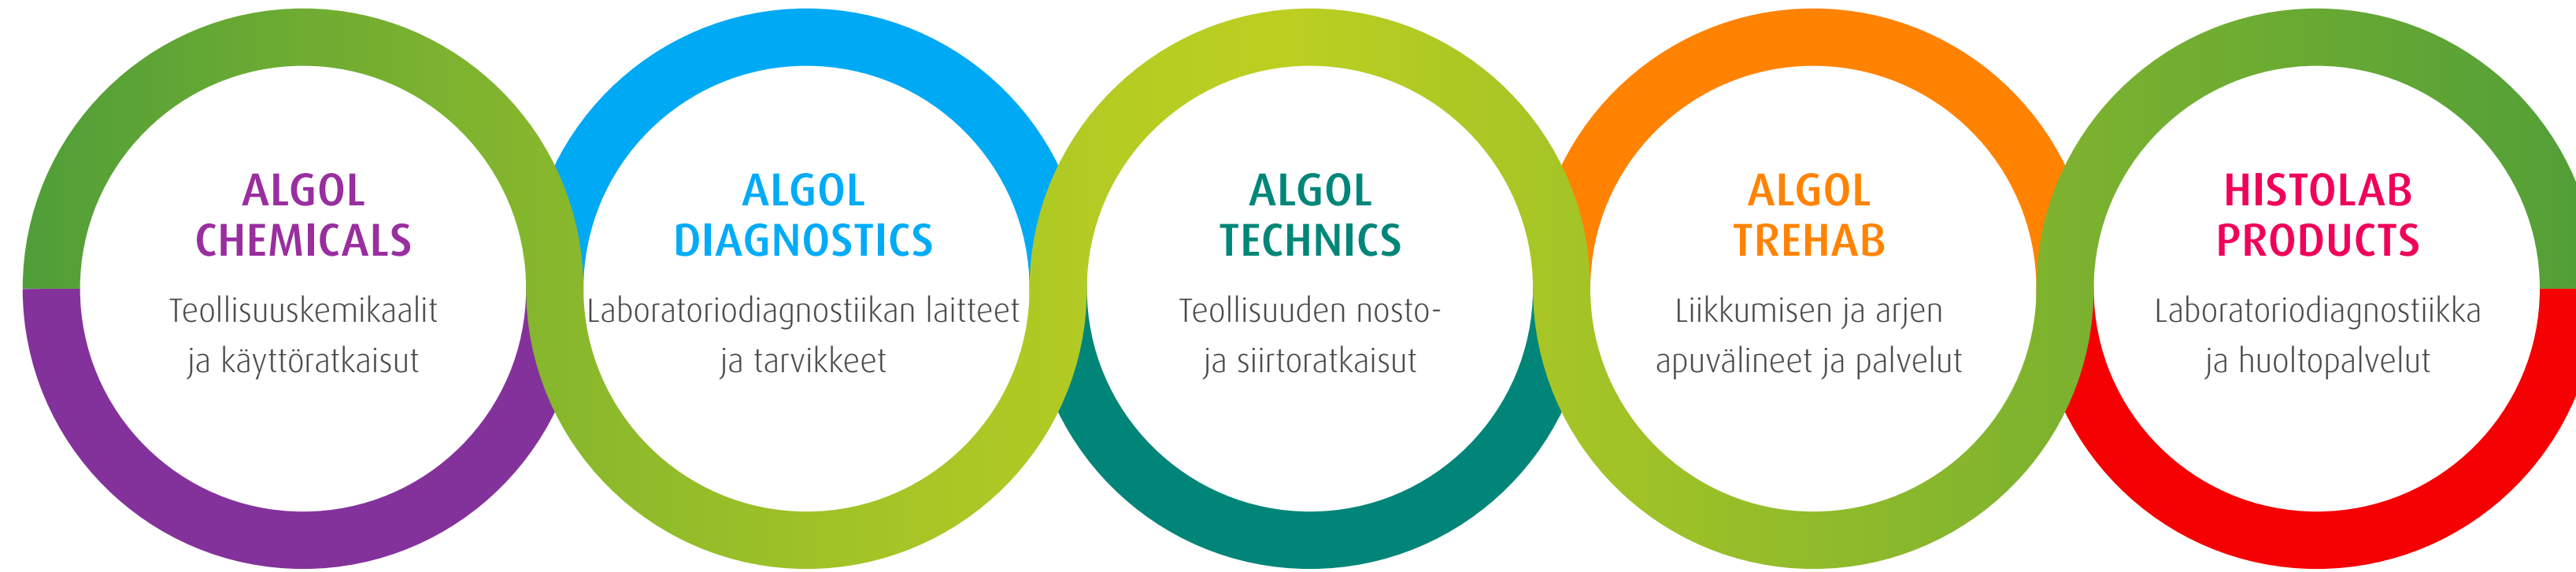 ALGOL
CHEMICALS
Teollisuuskemikaalit
ja käyttöratkaisut
ALGOL
DIAGNOSTICS
Laboratoriodiagnostiikan laitteet
ja tarvikkeet
ALGOL
TECHNICS
Teollisuuden nosto-
ja siirtoratkaisut
ALGOL
TREHAB
Liikkumisen ja arjen
apuvälineet ja palvelut
HISTOLAB
PRODUCTS
Laboratoriodiagnostiikka
ja huoltopalvelut